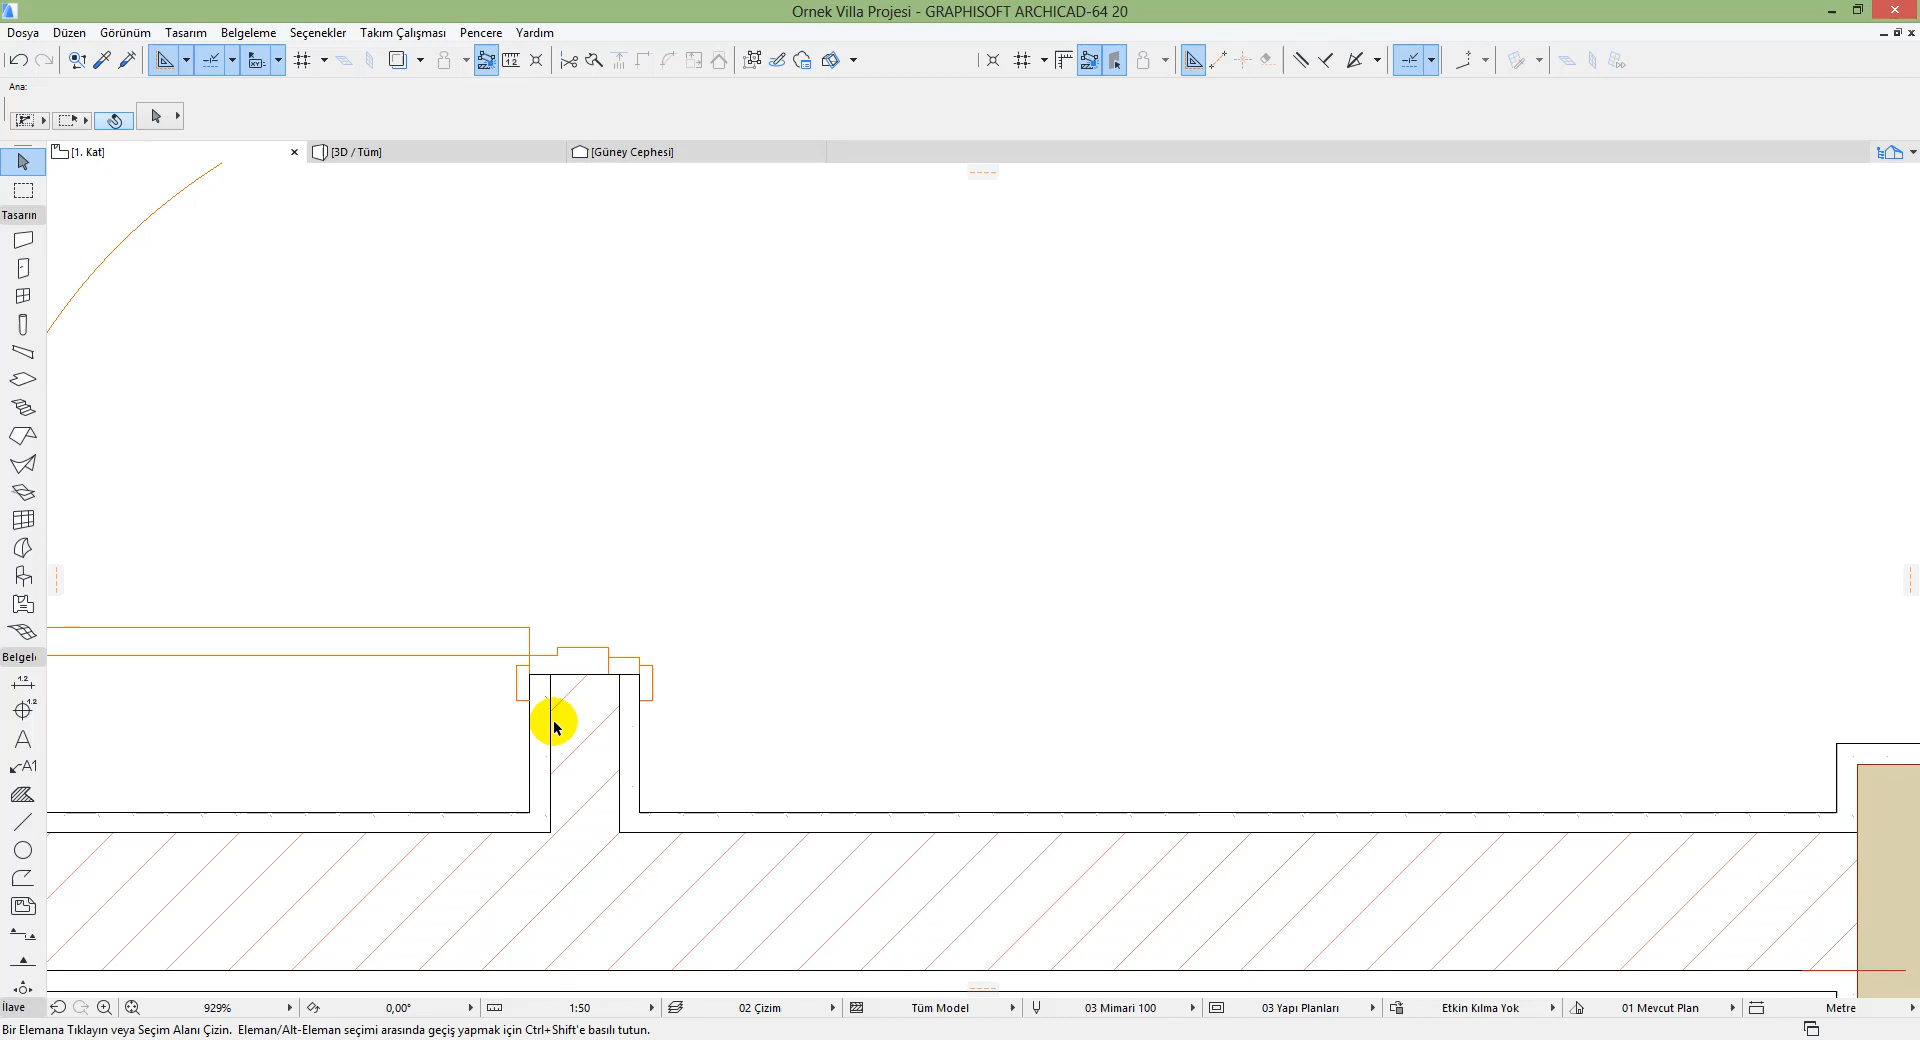 Ornek Villa Projesi - GRAPHISOFT ARCHICAD-64 20
Dosya Düzen Görünüm Tasarım Belgeleme Seçenekler Takım Çalışması Pencere Yardım
Ana:
[1. Kat] [3D / Tüm] [Güney Cephesi]
Tasarın
Belgele
İlave 929% 0,00° 1:50 02 Çizim Tüm Model 03 Mimari 100 03 Yapı Planları Etkin Kılma Yok 01 Mevcut Plan Metre
Bir Elemana Tıklayın veya Seçim Alanı Çizin. Eleman/Alt-Eleman seçimi arasında geçiş yapmak için Ctrl+Shift'e basılı tutun.